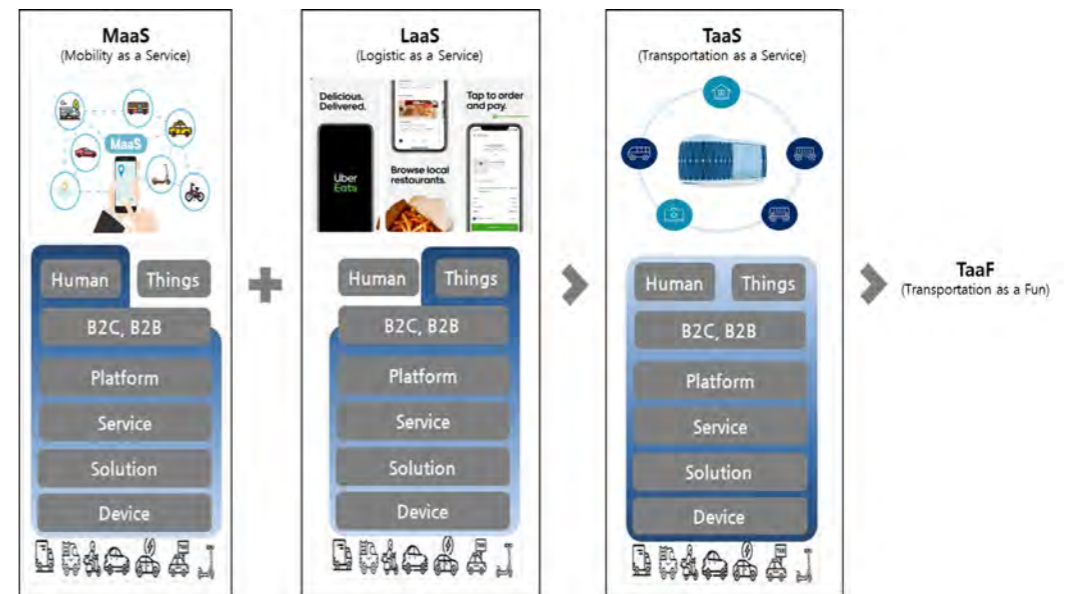 MaaS
(Mobility as a Service)
MaaS
Human
Things
B2C, B2B
Platform
Service
Solution
Device
LaaS
(Logistic as a Service)
Delicious.
Delivered.
Tap to order
and pay.
Uber
Eats
Browse local
restourants.
Human
Things
B2C, B2B
Platform
Service
Solution
Device
TaaS
(Transportation as a Service)
Human
Things
B2C, B2B
Platform
Service
Solution
Device
TaaF
(Transportation as a Fun)